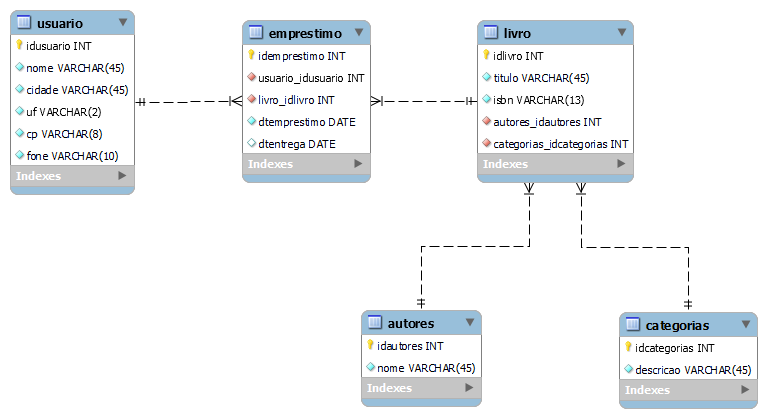 usuario
idusuario INT
nome VARCHAR(45)
cidade VARCHAR(45)
uf VARCHAR(2)
cp VARCHAR(8)
fone VARCHAR(10)
Indexes
emprestimo
idemprestimo INT
usuario_idusuario INT
livro_idlivro INT
dtemprestimo DATE
dtentrega DATE
Indexes
livro
idlivro INT
titulo VARCHAR(45)
isbn VARCHAR(13)
autores_idautores INT
categorias_idcategorias INT
Indexes
autores
idautores INT
nome VARCHAR(45)
Indexes
categorias
idcategorias INT
descricao VARCHAR(45)
Indexes